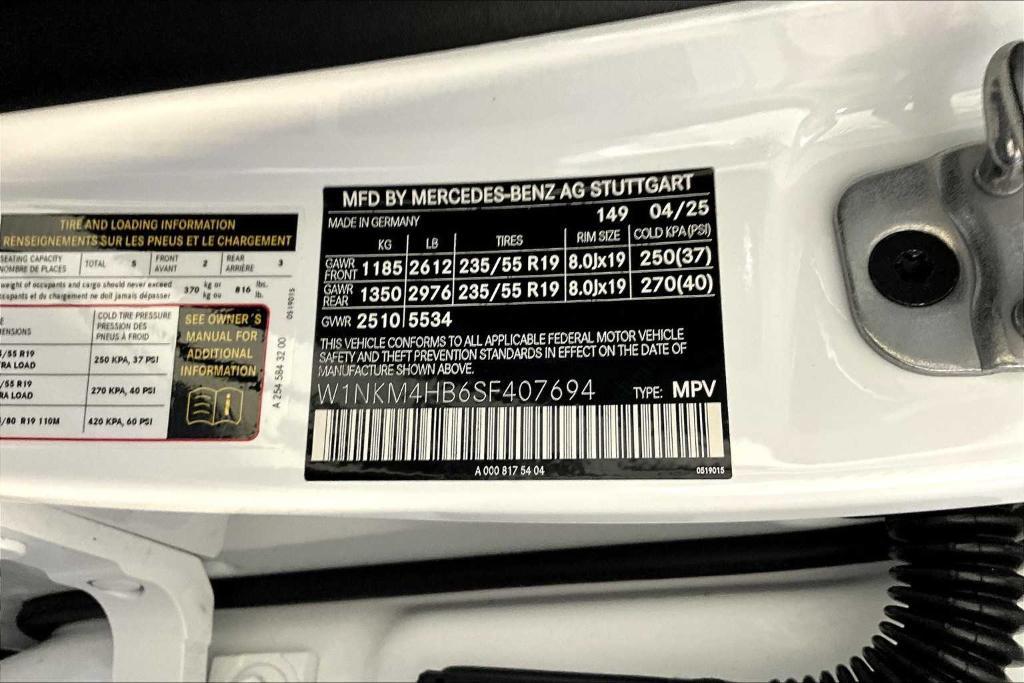 TIRE AND LOADING INFORMATION
RENSEIGNEMENTS SUR LES PNEUS ET LE CHARGEMENT
SEATING CAPACITY TOTAL 5 FRONT 2 REAR 3
NOMBRE DE PLACES AVANT ARRIÈRE
weight of occupants and cargo should never exceed 370 kg or 816 lbs.
et du chargement ne doit jamais dépasser kg ou lb.
COLD TIRE PRESSURE
PRESSION DES
PNEUS À FROID
/55 R19 250 KPA, 37 PSI
LOAD
/55 R19 270 KPA, 40 PSI
LOAD
/80 R19 110M 420 KPA, 60 PSI
SEE OWNER'S
MANUAL FOR
ADDITIONAL
INFORMATION
A 254 584 32 00
0519015
MFD BY MERCEDES-BENZ AG STUTTGART
MADE IN GERMANY 149 04/25
KG LB TIRES RIM SIZE COLD KPA(PSI)
GAWR FRONT 1185 2612 235/55 R19 8.0Jx19 250(37)
GAWR REAR 1350 2976 235/55 R19 8.0Jx19 270(40)
GVWR 2510 5534
THIS VEHICLE CONFORMS TO ALL APPLICABLE FEDERAL MOTOR VEHICLE
SAFETY AND THEFT PREVENTION STANDARDS IN EFFECT ON THE DATE OF
MANUFACTURE SHOWN ABOVE.
W1NKM4HB6SF407694 TYPE: MPV
A 000 817 54 04 0519015